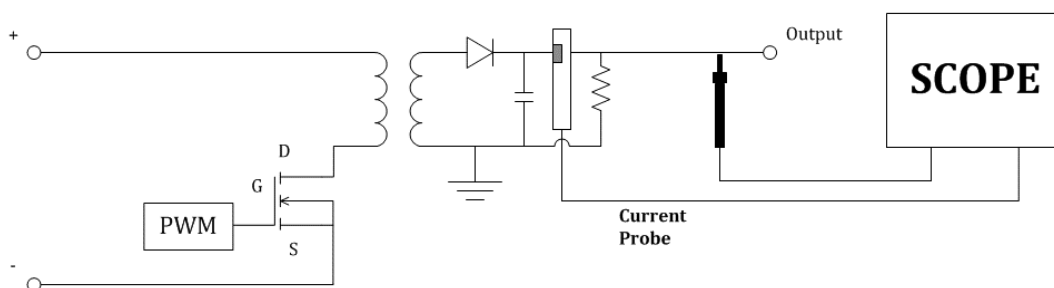 +
Output
SCOPE
D
G
PWM
S
Current
Probe
-